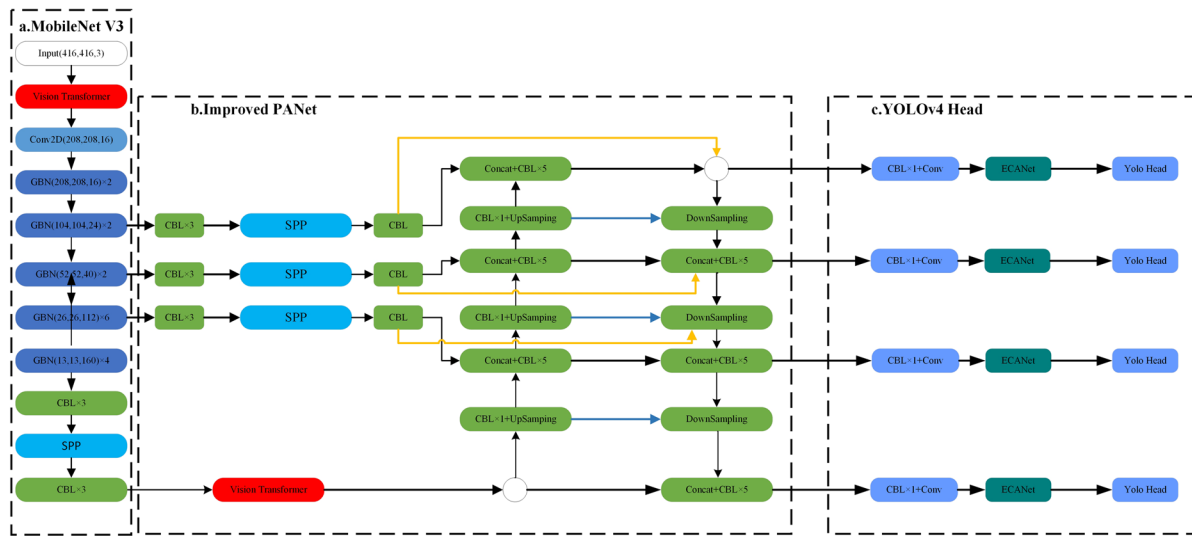 a.MobileNet V3
Input(416,416,3)
Vision Transformer
Conv2D(208,208,16)
GBN(208,208,16)×2
GBN(104,104,24)×2
GBN(52,52,40)×2
GBN(26,26,112)×6
GBN(13,13,160)×4
CBL×3
SPP
CBL×3
b.Improved PANet
CBL×3
SPP
CBL
CBL×3
SPP
CBL
CBL×3
SPP
CBL
Vision Transformer
Concat+CBL×5
CBL×1+UpSamping
Concat+CBL×5
CBL×1+UpSamping
Concat+CBL×5
CBL×1+UpSamping
DownSamping
Concat+CBL×5
DownSamping
Concat+CBL×5
DownSamping
Concat+CBL×5
c.YOLOv4 Head
CBL×1+Conv
ECANet
Yolo Head
CBL×1+Conv
ECANet
Yolo Head
CBL×1+Conv
ECANet
Yolo Head
CBL×1+Conv
ECANet
Yolo Head